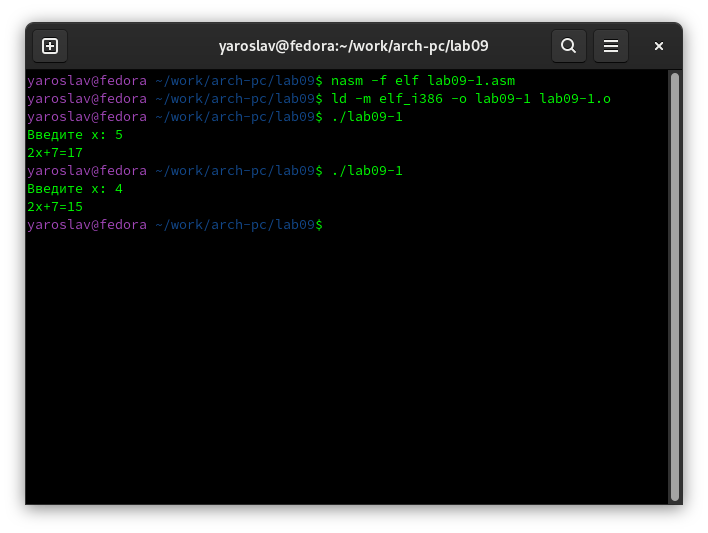 yaroslav@fedora:~/work/arch-pc/lab09
yaroslav@fedora ~/work/arch-pc/lab09$ nasm -f elf lab09-1.asm
yaroslav@fedora ~/work/arch-pc/lab09$ ld -m elf_i386 -o lab09-1 lab09-1.o
yaroslav@fedora ~/work/arch-pc/lab09$ ./lab09-1
Введите x: 5
2x+7=17
yaroslav@fedora ~/work/arch-pc/lab09$ ./lab09-1
Введите x: 4
2x+7=15
yaroslav@fedora ~/work/arch-pc/lab09$